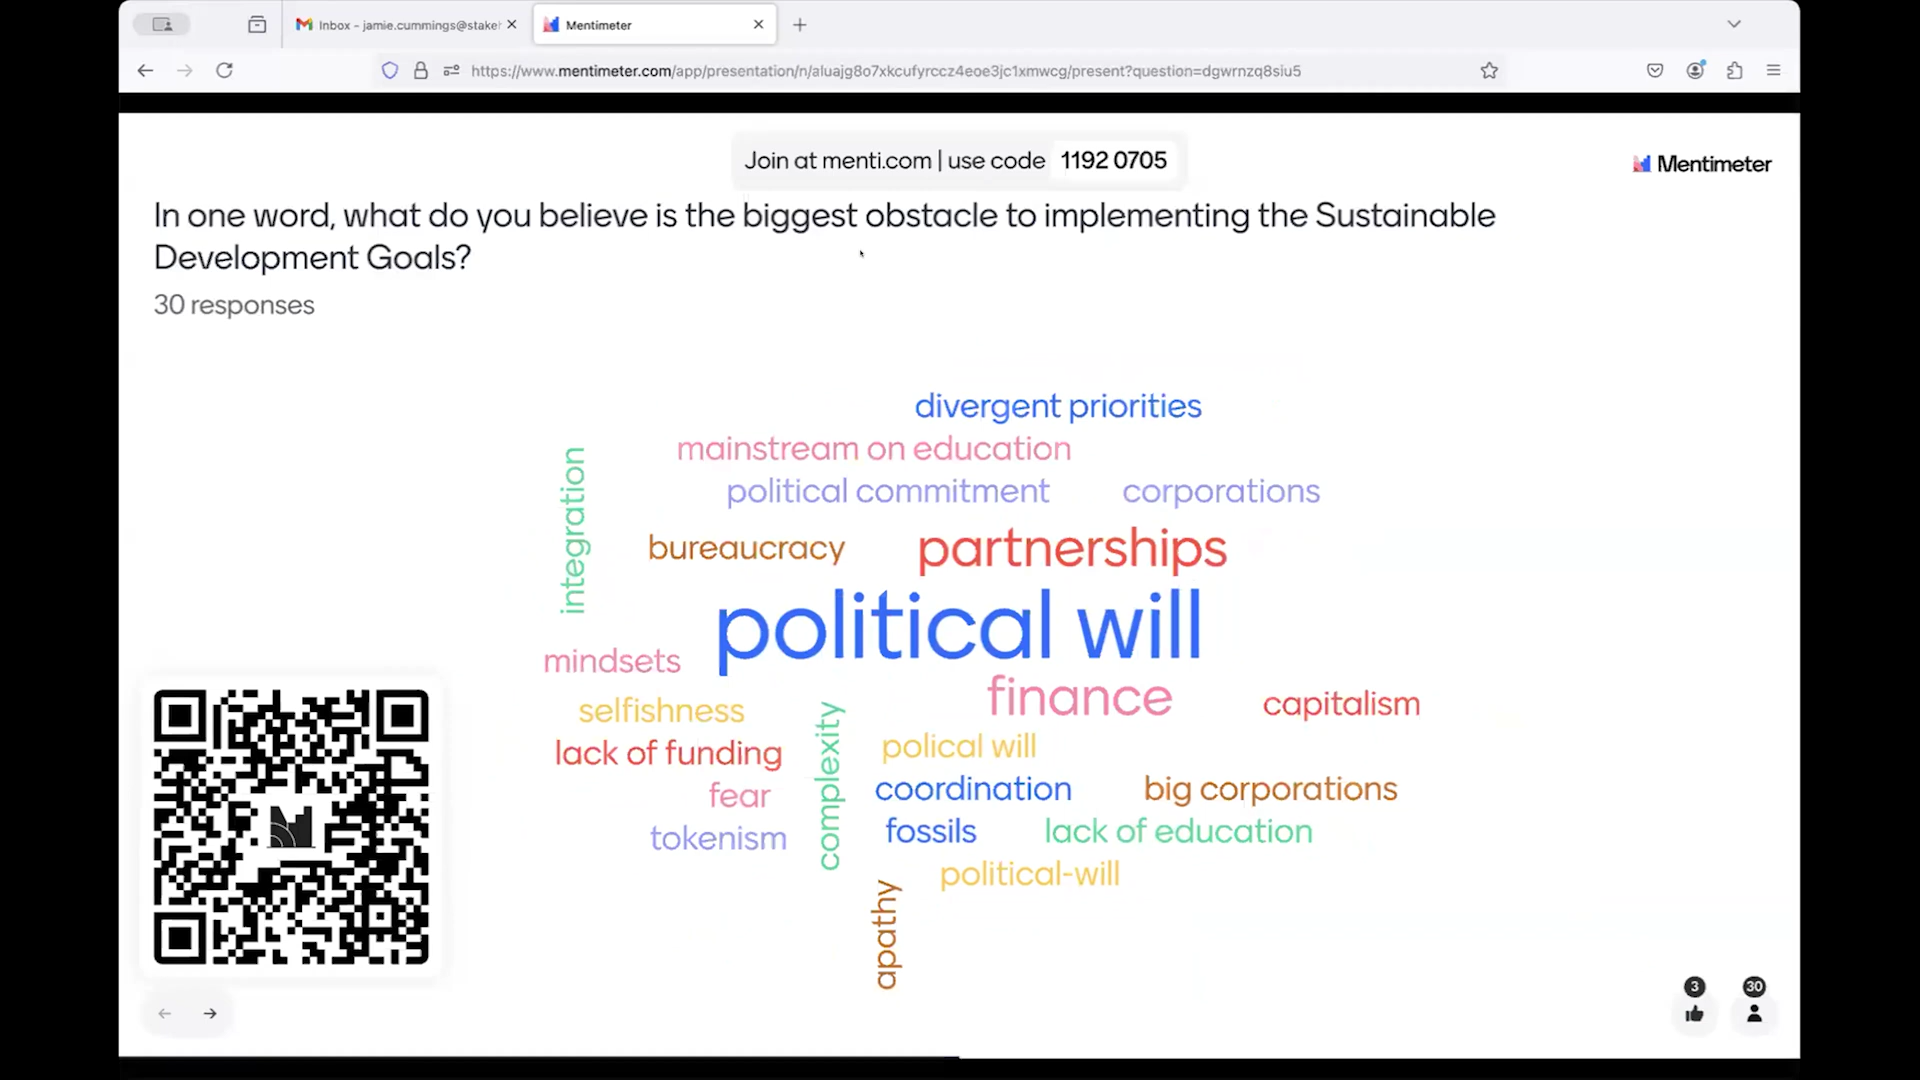 Inbox - jamie.cummings@stakeh
Mentimeter
https://www.mentimeter.com/app/presentation/n/aluajg8o7xkcufyrccz4eoe3jc1xmwcg/present?question=dgwrnzq8siu5
Join at menti.com | use code 1192 0705
Mentimeter
In one word, what do you believe is the biggest obstacle to implementing the Sustainable
Development Goals?
30 responses
divergent priorities
mainstream on education
integration
political commitment
corporations
bureaucracy
partnerships
political will
mindsets
finance
capitalism
selfishness
complexity
lack of funding
polical will
fear
coordination
big corporations
tokenism
fossils
lack of education
political-will
apathy
3
30